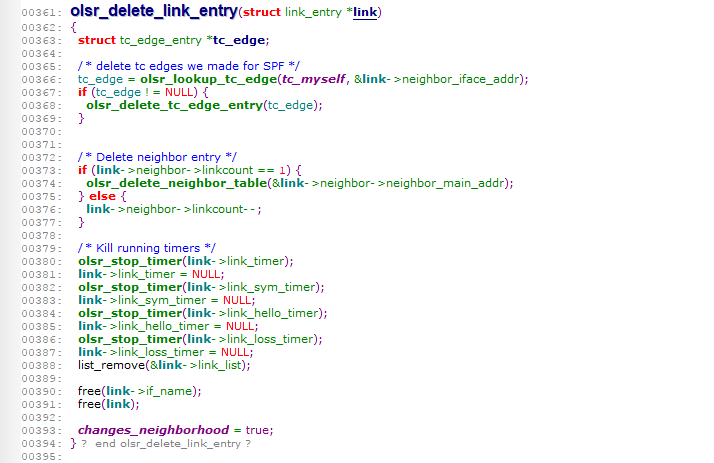 00361: olsr_delete_link_entry(struct link_entry *link)
00362: {
00363: struct tc_edge_entry *tc_edge;
00364:
00365: /* delete tc edges we made for SPF */
00366: tc_edge = olsr_lookup_tc_edge(tc_myself, &link->neighbor_iface_addr);
00367: if (tc_edge != NULL) {
00368: olsr_delete_tc_edge_entry(tc_edge);
00369: }
00370:
00371:
00372: /* Delete neighbor entry */
00373: if (link->neighbor->linkcount == 1) {
00374: olsr_delete_neighbor_table(&link->neighbor->neighbor_main_addr);
00375: } else {
00376: link->neighbor->linkcount--;
00377: }
00378:
00379: /* Kill running timers */
00380: olsr_stop_timer(link->link_timer);
00381: link->link_timer = NULL;
00382: olsr_stop_timer(link->link_sym_timer);
00383: link->link_sym_timer = NULL;
00384: olsr_stop_timer(link->link_hello_timer);
00385: link->link_hello_timer = NULL;
00386: olsr_stop_timer(link->link_loss_timer);
00387: link->link_loss_timer = NULL;
00388: list_remove(&link->link_list);
00389:
00390: free(link->if_name);
00391: free(link);
00392:
00393: changes_neighborhood = true;
00394: } ? end olsr_delete_link_entry ?
00395: